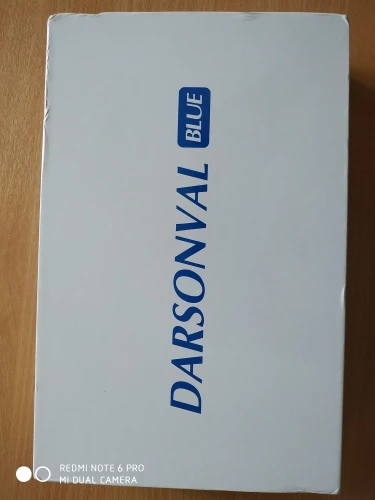 DARSONVAL BLUE
REDMI NOTE 6 PRO
MI DUAL CAMERA